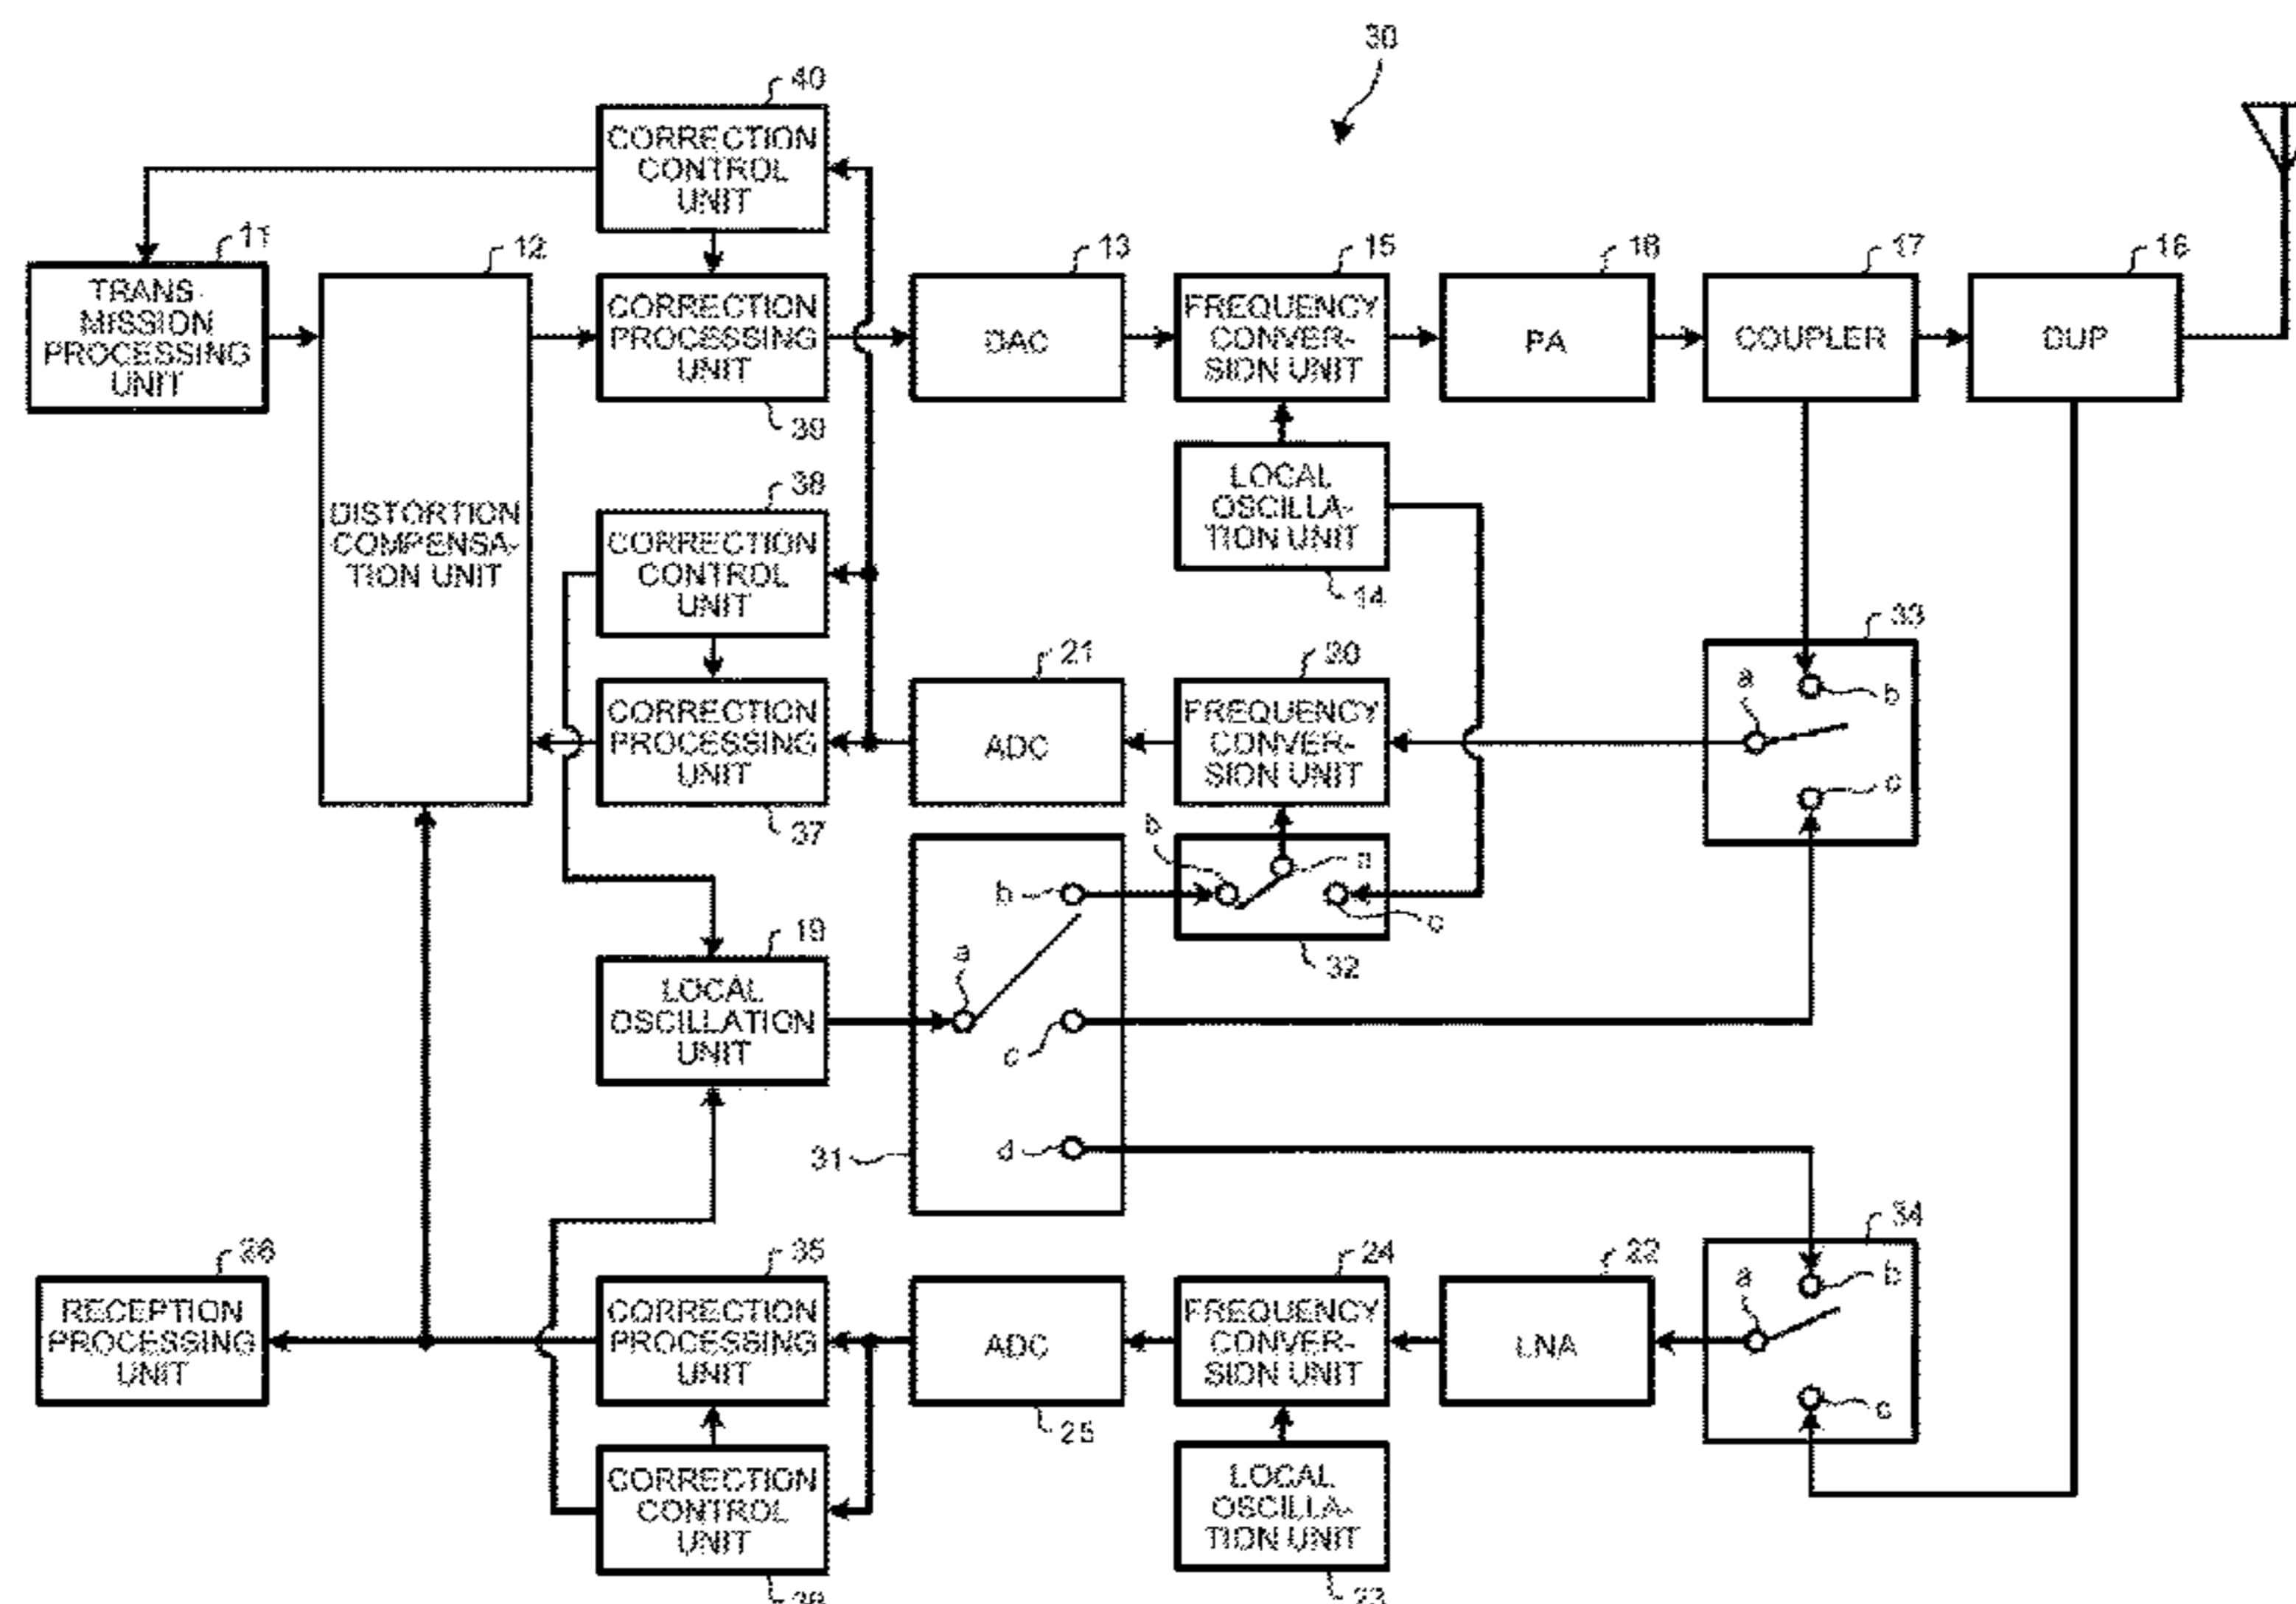 30
40
CORRECTION
CONTROL
UNIT
11
TRANS-
MISSION
PROCESSING
UNIT
12
DISTORTION
COMPENSA-
TION UNIT
CORRECTION
PROCESSING
UNIT
39
13
DAC
15
FREQUENCY
CONVER-
SION UNIT
16
PA
17
COUPLER
18
DUP
LOCAL
OSCILLA-
TION UNIT
14
38
CORRECTION
CONTROL
UNIT
CORRECTION
PROCESSING
UNIT
37
21
ADC
20
FREQUENCY
CONVER-
SION UNIT
33
a
b
c
b
a
c
32
19
LOCAL
OSCILLATION
UNIT
a
b
c
d
31
26
RECEPTION
PROCESSING
UNIT
35
CORRECTION
PROCESSING
UNIT
ADC
25
24
FREQUENCY
CONVER-
SION UNIT
22
LNA
34
a
b
c
CORRECTION
CONTROL
UNIT
36
LOCAL
OSCILLA-
TION UNIT
23